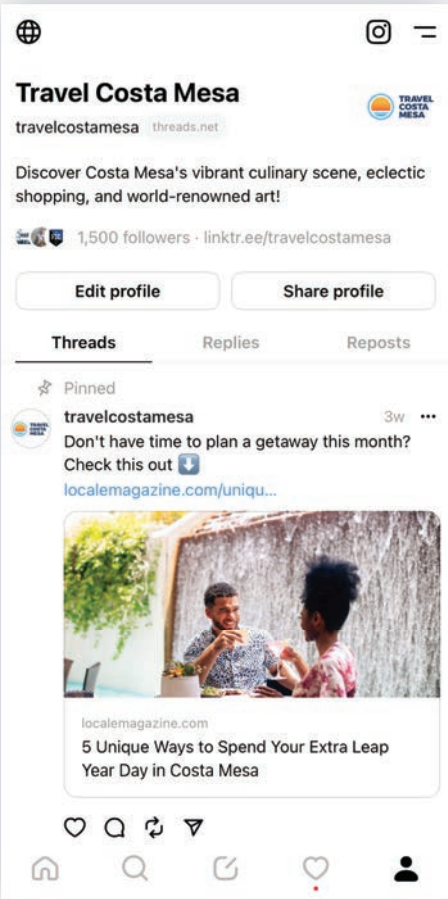 Travel Costa Mesa
TRAVEL
COSTA
MESA
travelcostamesa threads.net
Discover Costa Mesa's vibrant culinary scene, eclectic
shopping, and world-renowned art!
1,500 followers · linktr.ee/travelcostamesa
Edit profile Share profile
Threads Replies Reposts
Pinned
travelcostamesa 3w
TRAVEL
COSTA
MESA
Don't have time to plan a getaway this month?
Check this out ⬇️
localemagazine.com/uniqu...
localemagazine.com
5 Unique Ways to Spend Your Extra Leap
Year Day in Costa Mesa